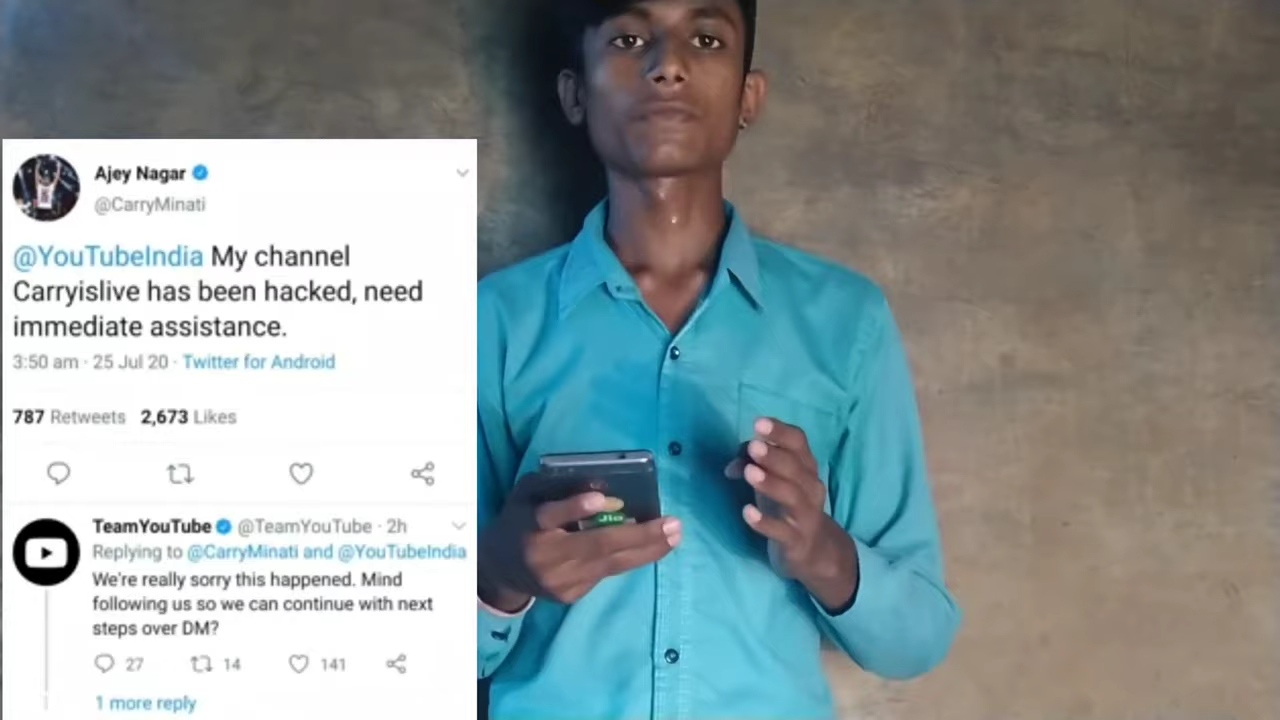 Ajey Nagar
@CarryMinati
@YouTubeIndia My channel
Carryislive has been hacked, need
immediate assistance.
3:50 am · 25 Jul 20 · Twitter for Android
787 Retweets 2,673 Likes
TeamYouTube @TeamYouTube · 2h
Replying to @CarryMinati and @YouTubeIndia
We're really sorry this happened. Mind
following us so we can continue with next
steps over DM?
27 14 141
1 more reply
Jio